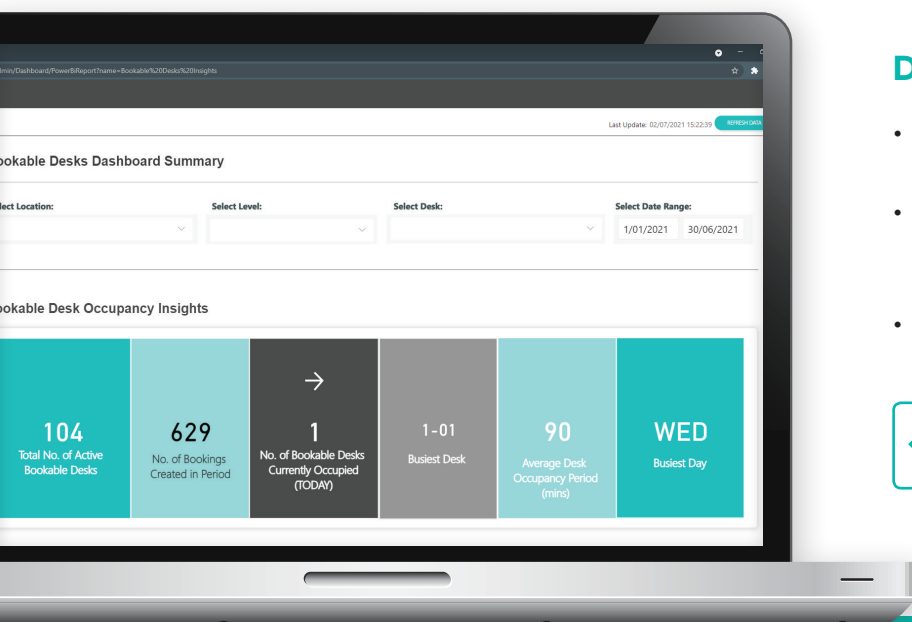 dmin/Dashboard/PowerBiReport?name=Bookable%20Desks%20Insights
Last Update: 02/07/2021 15:22:39 REFRESH DATA
ookable Desks Dashboard Summary
lect Location: Select Level: Select Desk: Select Date Range:
1/01/2021 30/06/2021
ookable Desk Occupancy Insights
104
Total No. of Active
Bookable Desks
629
No. of Bookings
Created in Period
1
No. of Bookable Desks
Currently Occupied
(TODAY)
1-01
Busiest Desk
90
Average Desk
Occupancy Period
(mins)
WED
Busiest Day
D